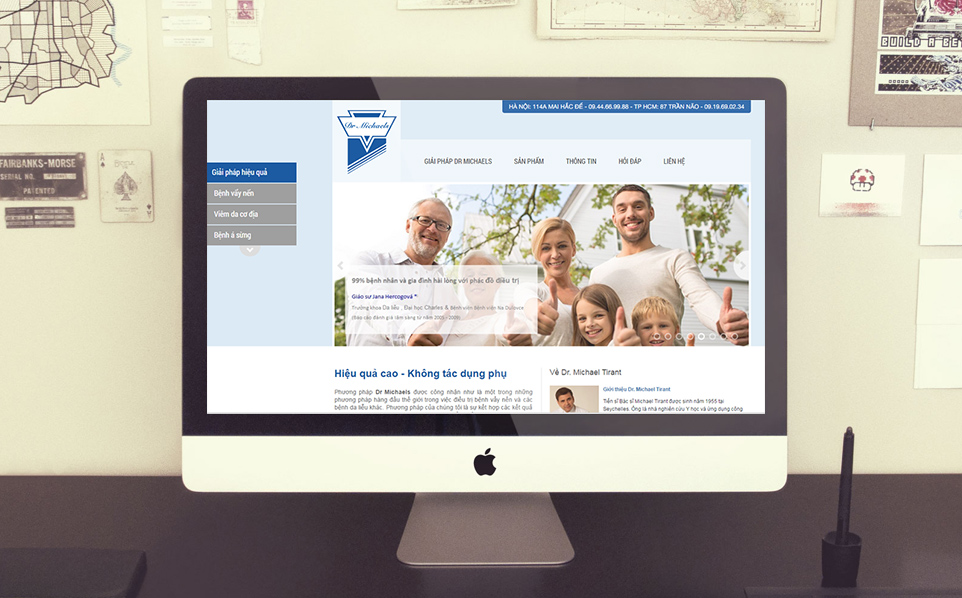 BUILD A BE
FAIRBANKS-MORSE
SERIAL NO.
PATENTED
A
HÀ NỘI: 114A MAI HẮC ĐẾ - 09.44.66.99.88 - TP HCM: 87 TRẦN NÃO - 09.19.69.02.34
Dr Michaels
GIẢI PHÁP DR MICHAELS SẢN PHẨM THÔNG TIN HỎI ĐÁP LIÊN HỆ
Giải pháp hiệu quả
Bệnh vẩy nến
Viêm da cơ địa
Bệnh á sừng
99% bệnh nhân và gia đình hài lòng với phác đồ điều trị
Giáo sư Jana Hercogová
Trưởng khoa Da liễu , Đại học Charles & Bệnh viện Bệnh viện Na Bulovce
(Báo cáo đánh giá lâm sàng từ năm 2001 - 2006)
Hiệu quả cao - Không tác dụng phụ
Phương pháp Dr Michaels được công nhận như là một trong những
phương pháp hàng đầu thế giới trong việc điều trị bệnh vẩy nến và các
bệnh da liễu khác. Phương pháp của chúng tôi là sự kết hợp các kết quả
Về Dr. Michael Tirant
Giới thiệu Dr. Michael Tirant
Tiến sĩ Bác sĩ Michael Tirant được sinh năm 1955 tại
Seychelles. Ông là nhà nghiên cứu Y học và ứng dụng công